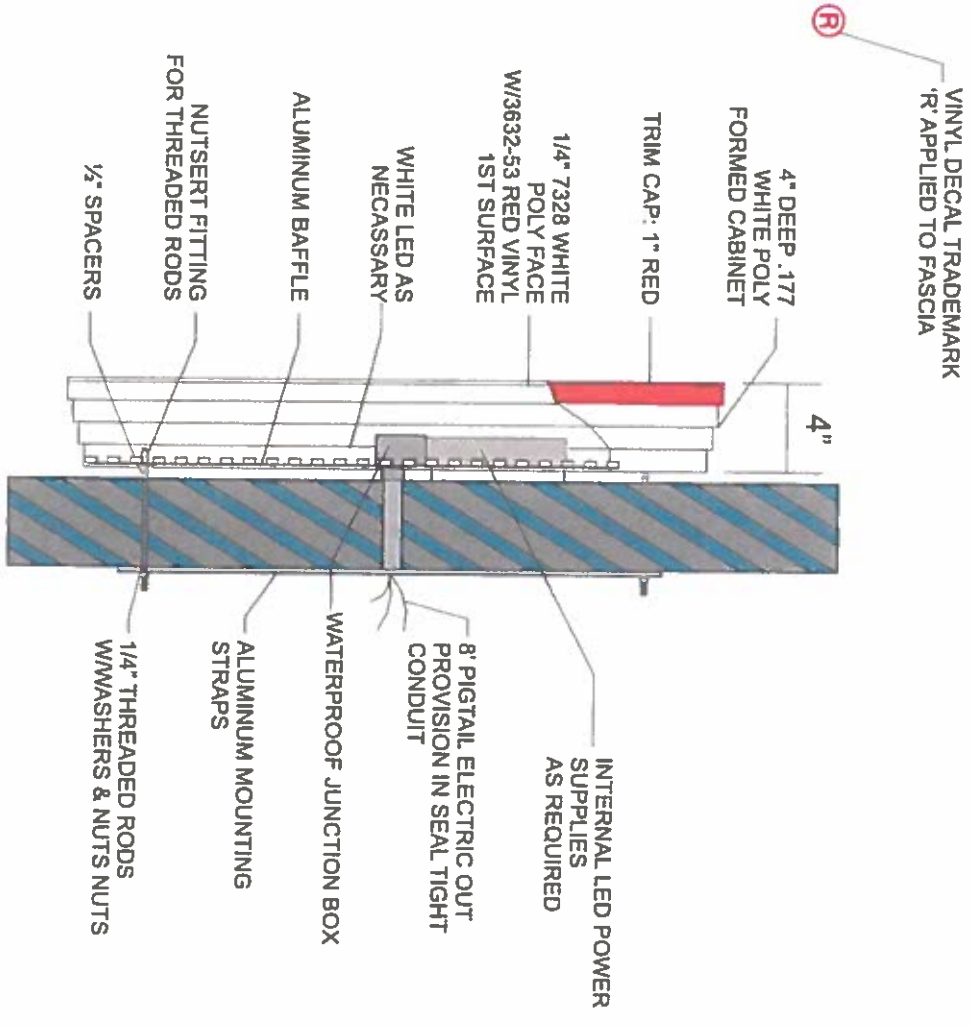 ®
VINYL DECAL TRADEMARK
'R' APPLIED TO FASCIA
4" DEEP .177
WHITE POLY
FORMED CABINET
TRIM CAP: 1" RED
1/4" 7328 WHITE
POLY FACE
W/3632-53 RED VINYL
1ST SURFACE
WHITE LED AS
NECASSARY
ALUMINUM BAFFLE
NUTSERT FITTING
FOR THREADED RODS
½" SPACERS
4"
INTERNAL LED POWER
SUPPLIES
AS REQUIRED
8' PIGTAIL ELECTRIC OUT
PROVISION IN SEAL TIGHT
CONDUIT
WATERPROOF JUNCTION BOX
ALUMINUM MOUNTING
STRAPS
1/4" THREADED RODS
W/WASHERS & NUTS NUTS